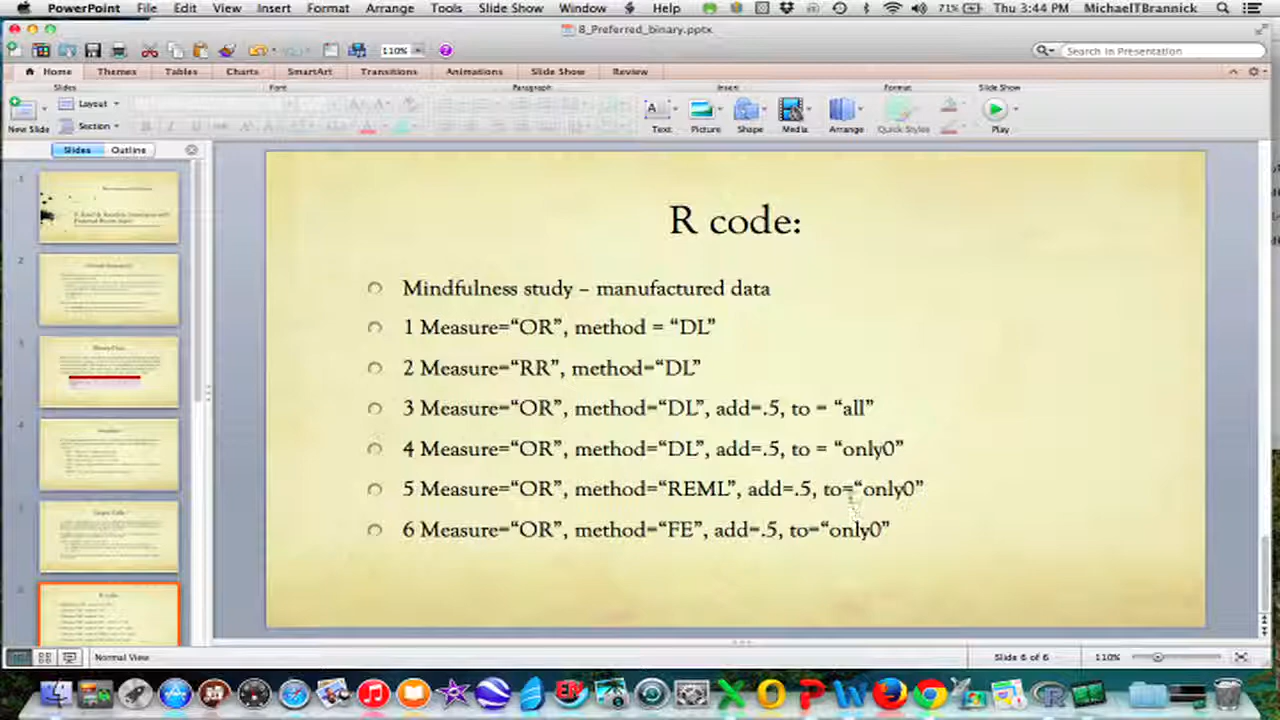 PowerPoint File Edit View Insert Format Arrange Tools Slide Show Window Help 71% Thu 3:44 PM MichaelTBrannick
8_Preferred_binary.pptx
110% Search in Presentation
Home Themes Tables Charts SmartArt Transitions Animations Slide Show Review
Slides Font Paragraph Insert Format Slide Show
Layout
New Slide Section Text Picture Shape Media Arrange Quick Styles Play
Slides Outline
R code:
Mindfulness study – manufactured data
1 Measure=“OR”, method = “DL”
2 Measure=“RR”, method=“DL”
3 Measure=“OR”, method=“DL”, add=.5, to = “all”
4 Measure=“OR”, method=“DL”, add=.5, to = “only0”
5 Measure=“OR”, method=“REML”, add=.5, to=“only0”
6 Measure=“OR”, method=“FE”, add=.5, to=“only0”
Normal View Slide 6 of 6 110%